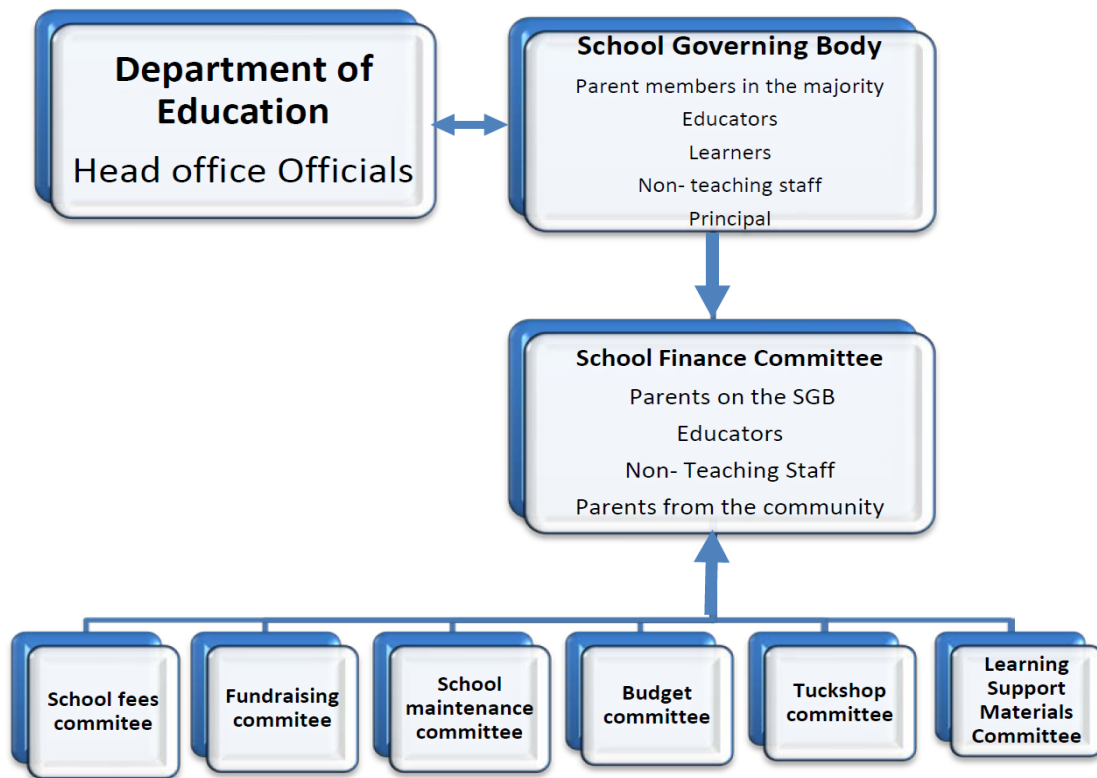 Department of
Education
Head office Officials
School Governing Body
Parent members in the majority
Educators
Learners
Non- teaching staff
Principal
School Finance Committee
Parents on the SGB
Educators
Non- Teaching Staff
Parents from the community
School fees
commitee
Fundraising
commitee
School
maintenance
committee
Budget
committee
Tuckshop
committee
Learning
Support
Materials
Committee